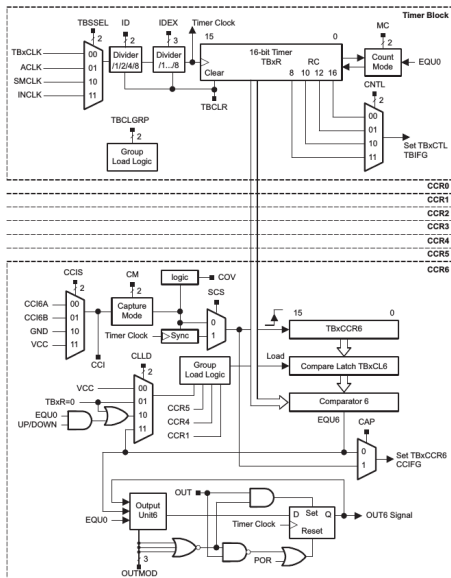 Timer Block
TBSSEL
ID
IDEX
Timer Clock
MC
2
2
3
15
0
2
TBxCLK
ACLK
SMCLK
INCLK
00
01
10
11
Divider
/1/2/4/8
Divider
/1.../8
16-bit Timer
TBxR
RC
8 10 12 16
Clear
Count
Mode
EQU0
TBCLR
CNTL
2
TBCLGRP
2
Group
Load Logic
00
01
10
11
Set TBxCTL
TBIFG
CCR0
CCR1
CCR2
CCR3
CCR4
CCR5
CCR6
CCIS
2
CM
2
logic
COV
SCS
CCI6A
CCI6B
GND
VCC
00
01
10
11
Capture
Mode
0
1
15
0
TBxCCR6
Timer Clock
Sync
CCI
CLLD
2
Group
Load Logic
Load
Compare Latch TBxCL6
VCC
TBxR=0
EQU0
UP/DOWN
00
01
10
11
CCR5
CCR4
CCR1
Comparator 6
EQU6
CAP
0
1
Set TBxCCR6
CCIFG
OUT
Output
Unit6
EQU0
D Set Q
Timer Clock
Reset
OUT6 Signal
POR
3
OUTMOD